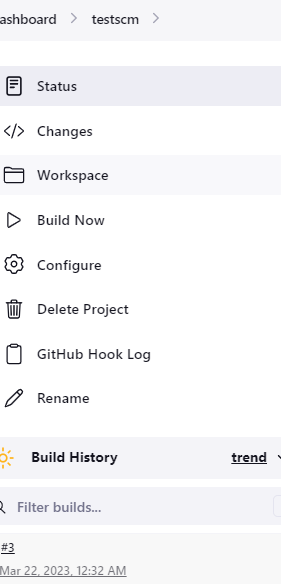 ashboard > testscm >
Status
Changes
Workspace
Build Now
Configure
Delete Project
GitHub Hook Log
Rename
Build History trend
Filter builds...
#3
Mar 22, 2023, 12:32 AM